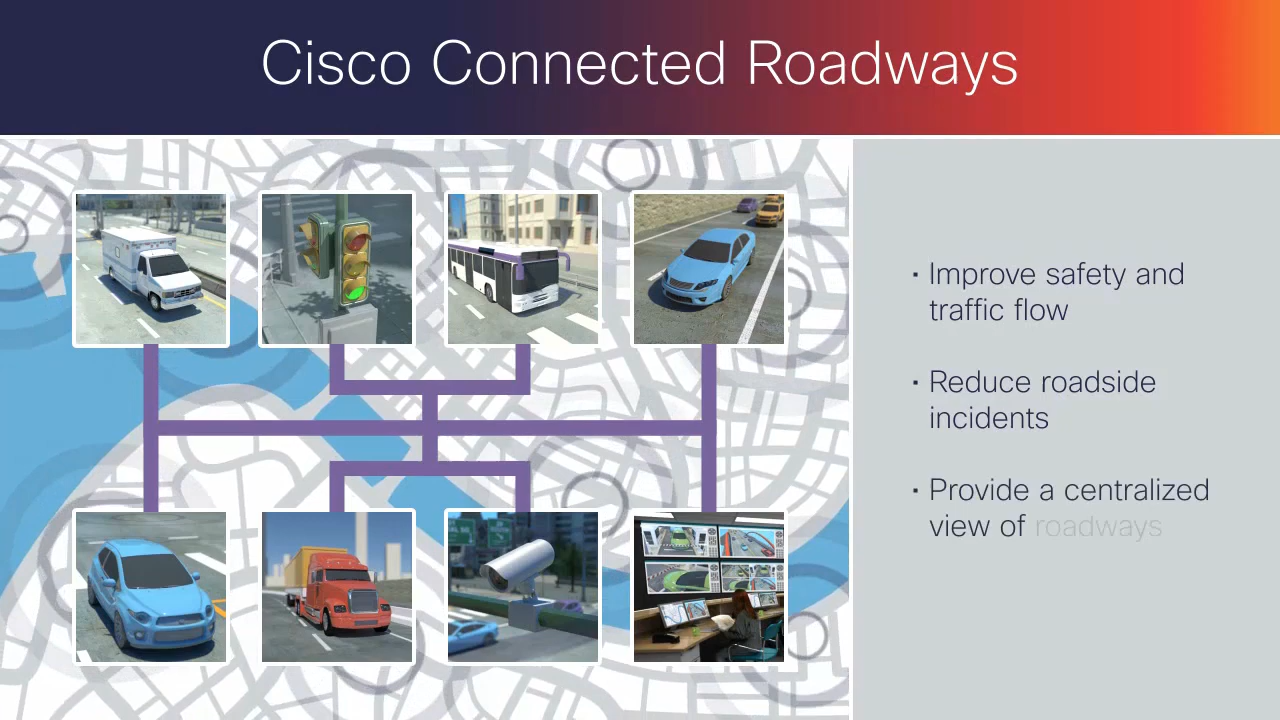 Cisco Connected Roadways
· Improve safety and
traffic flow
· Reduce roadside
incidents
· Provide a centralized
view of roadways